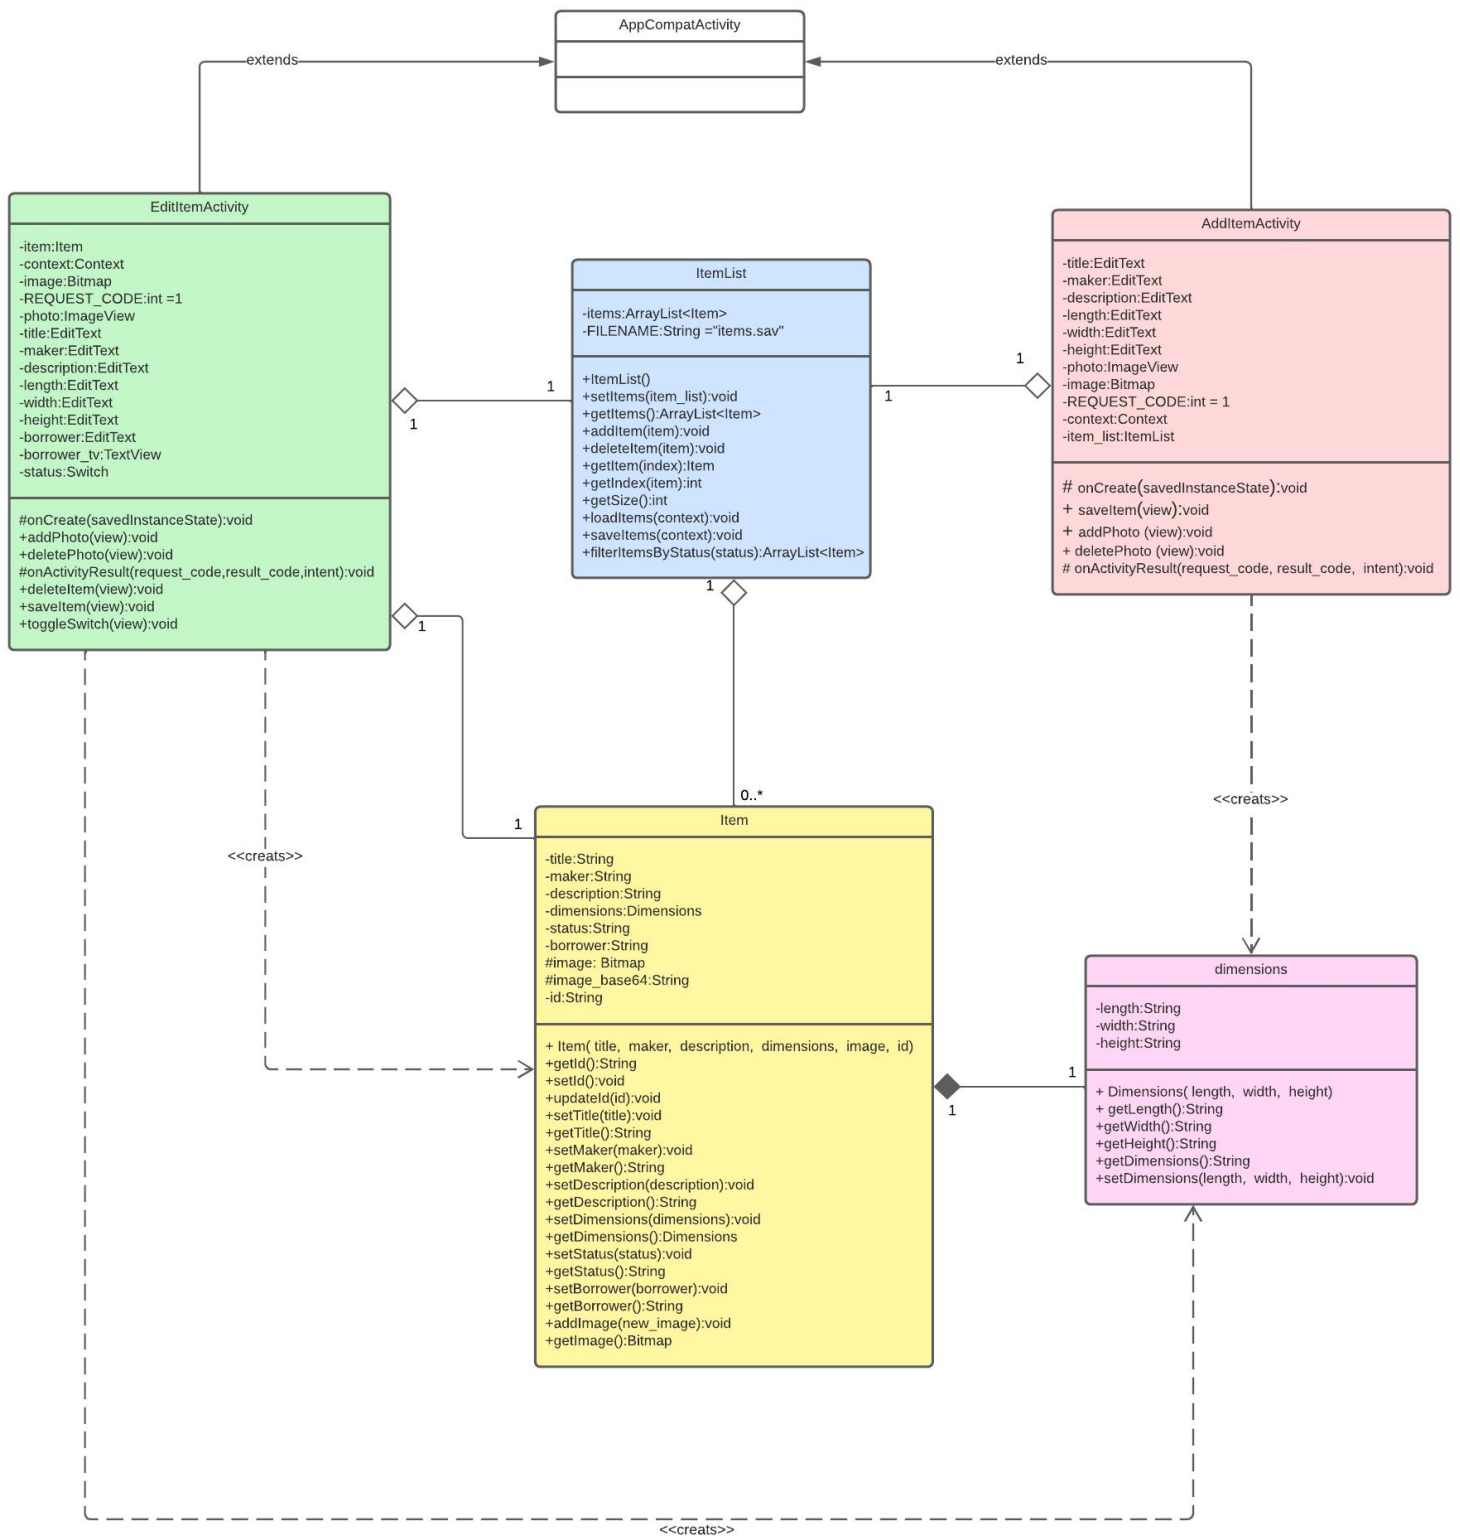 AppCompatActivity
extends
extends
EditItemActivity
-item:Item
-context:Context
-image:Bitmap
-REQUEST_CODE:int =1
-photo:ImageView
-title:EditText
-maker:EditText
-description:EditText
-length:EditText
-width:EditText
-height:EditText
-borrower:EditText
-borrower_tv:TextView
-status:Switch
#onCreate(savedInstanceState):void
+addPhoto(view):void
+deletePhoto(view):void
#onActivityResult(request_code,result_code,intent):void
+deleteItem(view):void
+saveItem(view):void
+toggleSwitch(view):void
1
1
1
ItemList
-items:ArrayList<Item>
-FILENAME:String ="items.sav"
+ItemList()
+setItems(item_list):void
+getItems():ArrayList<Item>
+addItem(item):void
+deleteItem(item):void
+getItem(index):Item
+getIndex(item):int
+getSize():int
+loadItems(context):void
+saveItems(context):void
+filterItemsByStatus(status):ArrayList<Item>
1
1
1
0..*
AddItemActivity
-title:EditText
-maker:EditText
-description:EditText
-length:EditText
-width:EditText
-height:EditText
-photo:ImageView
-image:Bitmap
-REQUEST_CODE:int = 1
-context:Context
-item_list:ItemList
# onCreate(savedInstanceState):void
+ saveItem(view):void
+ addPhoto (view):void
+ deletePhoto (view):void
# onActivityResult(request_code, result_code, intent):void
<<creats>>
<<creats>>
1
Item
-title:String
-maker:String
-description:String
-dimensions:Dimensions
-status:String
-borrower:String
#image: Bitmap
#image_base64:String
-id:String
+ Item( title, maker, description, dimensions, image, id)
+getId():String
+setId():void
+updateId(id):void
+setTitle(title):void
+getTitle():String
+setMaker(maker):void
+getMaker():String
+setDescription(description):void
+getDescription():String
+setDimensions(dimensions):void
+getDimensions():Dimensions
+setStatus(status):void
+getStatus():String
+setBorrower(borrower):void
+getBorrower():String
+addImage(new_image):void
+getImage():Bitmap
1
1
dimensions
-length:String
-width:String
-height:String
+ Dimensions( length, width, height)
+ getLength():String
+getWidth():String
+getHeight():String
+getDimensions():String
+setDimensions(length, width, height):void
<<creats>>